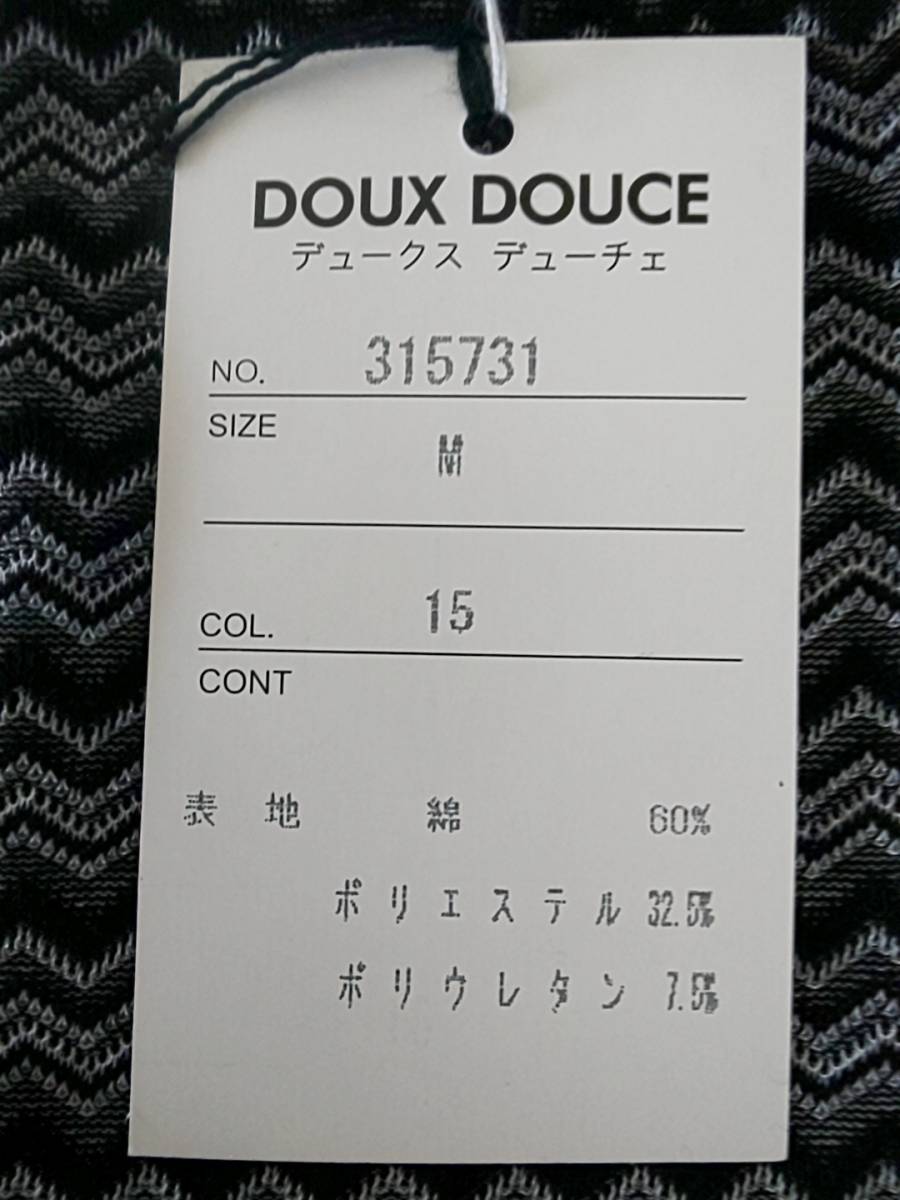 DOUX DOUCE
デュークス デューチェ
NO. 315731
SIZE
M
COL. 15
CONT
表 地 綿 60%
ポリエステル 32.5%
ポリウレタン 7.5%